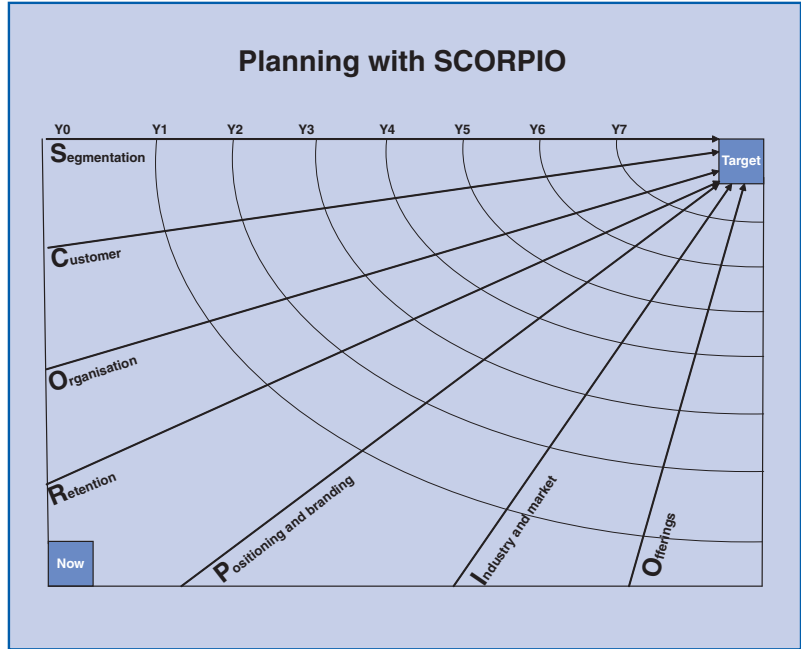 Planning with SCORPIO
Y0 Y1 Y2 Y3 Y4 Y5 Y6 Y7
Segmentation
Target
Customer
Organisation
Retention
Positioning and branding
Industry and market
Offerings
Now